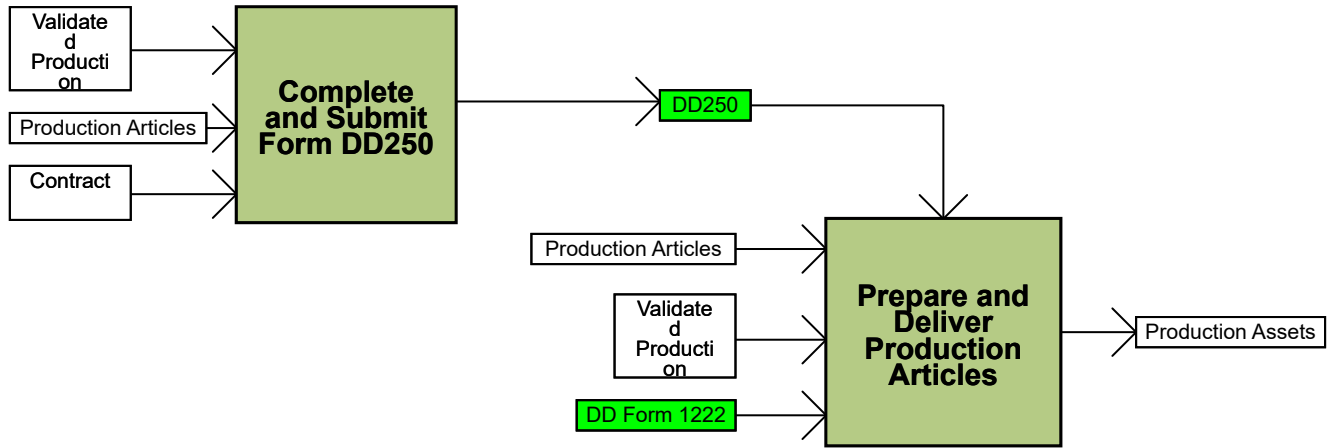 Validate
d
Producti
on
Production Articles
Contract
Complete
and Submit
Form DD250
DD250
Production Articles
Validate
d
Producti
on
DD Form 1222
Prepare and
Deliver
Production
Articles
Production Assets